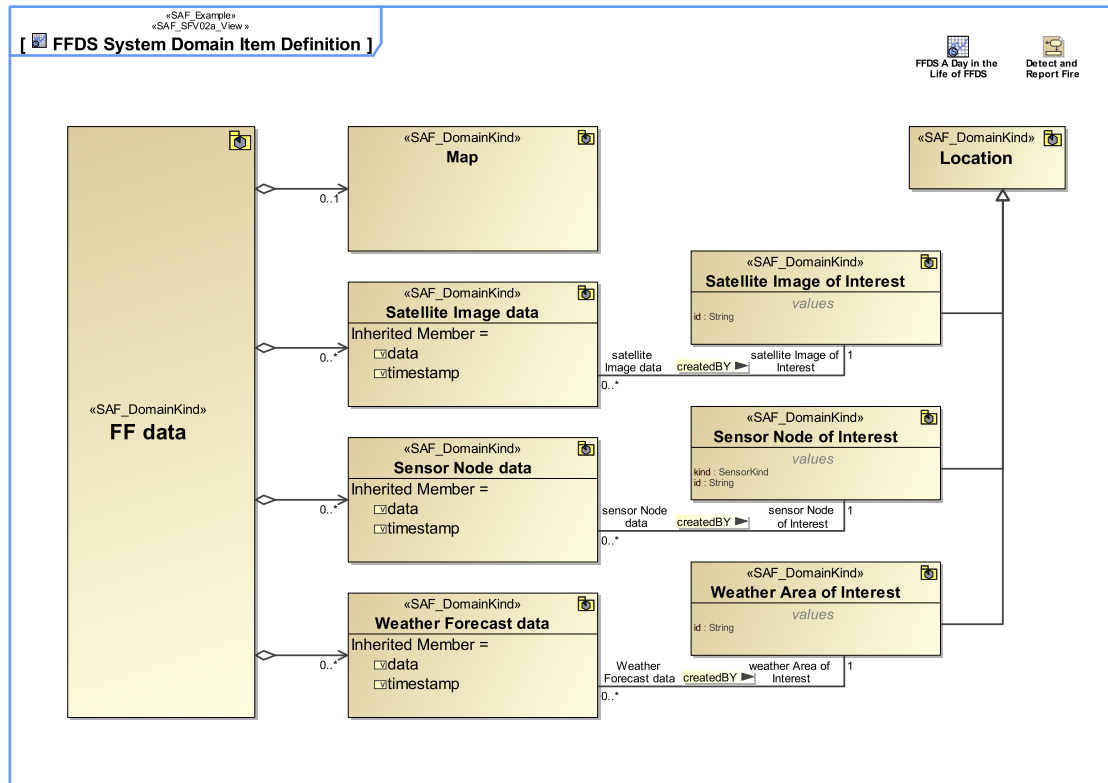 «SAF_Example»
«SAF_SFV02a_View »
[ FFDS System Domain Item Definition ]
FFDS A Day in the
Life of FFDS
Detect and
Report Fire
«SAF_DomainKind»
FF data
«SAF_DomainKind»
Map
0..1
«SAF_DomainKind»
Location
«SAF_DomainKind»
Satellite Image data
Inherited Member =
data
timestamp
0..*
«SAF_DomainKind»
Satellite Image of Interest
values
id : String
satellite
Image data
0..*
createdBY
satellite Image of
Interest
1
«SAF_DomainKind»
Sensor Node data
Inherited Member =
data
timestamp
0..*
«SAF_DomainKind»
Sensor Node of Interest
values
kind : SensorKind
id : String
sensor Node
data
0..*
createdBY
sensor Node
of Interest
1
«SAF_DomainKind»
Weather Forecast data
Inherited Member =
data
timestamp
0..*
«SAF_DomainKind»
Weather Area of Interest
values
id : String
Weather
Forecast data
0..*
createdBY
weather Area of
Interest
1